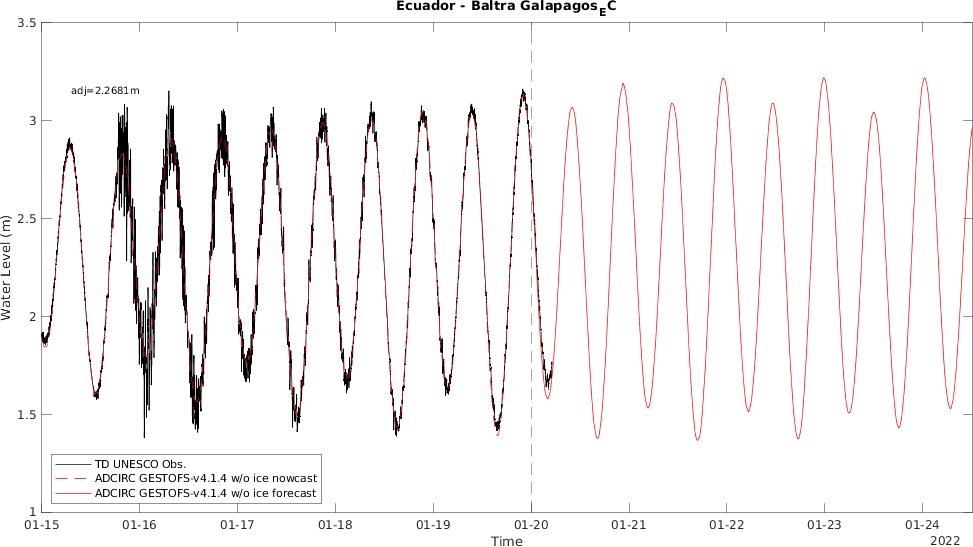 Ecuador - Baltra Galapagos_EC
3.5
adj=2.2681m
3
2.5
2
1.5
1
Water Level (m)
TD UNESCO Obs.
ADCIRC GESTOFS-v4.1.4 w/o ice nowcast
ADCIRC GESTOFS-v4.1.4 w/o ice forecast
01-15 01-16 01-17 01-18 01-19 01-20 01-21 01-22 01-23 01-24
Time
2022